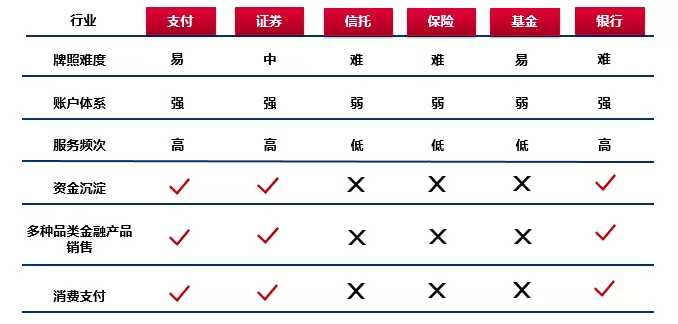 行业 支付 证券 信托 保险 基金 银行
牌照难度 易 中 难 难 易 难
账户体系 强 强 弱 弱 弱 强
服务频次 高 高 低 低 低 高
资金沉淀 ✓ ✓ ✕ ✕ ✕ ✓
多种品类金融产品
销售 ✓ ✓ ✕ ✕ ✕ ✓
消费支付 ✓ ✓ ✕ ✕ ✕ ✓